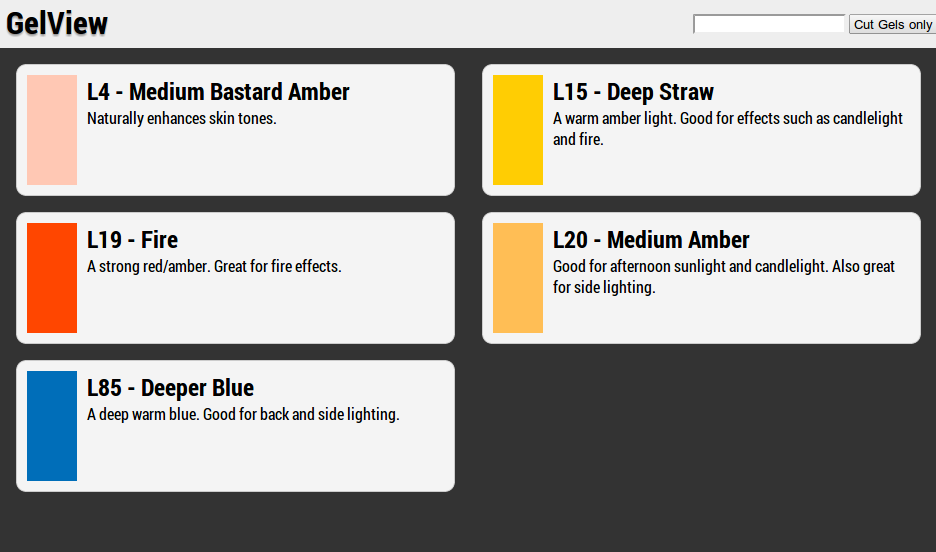 GelView
Cut Gels only
L4 - Medium Bastard Amber
Naturally enhances skin tones.
L15 - Deep Straw
A warm amber light. Good for effects such as candlelight
and fire.
L19 - Fire
A strong red/amber. Great for fire effects.
L20 - Medium Amber
Good for afternoon sunlight and candlelight. Also great
for side lighting.
L85 - Deeper Blue
A deep warm blue. Good for back and side lighting.